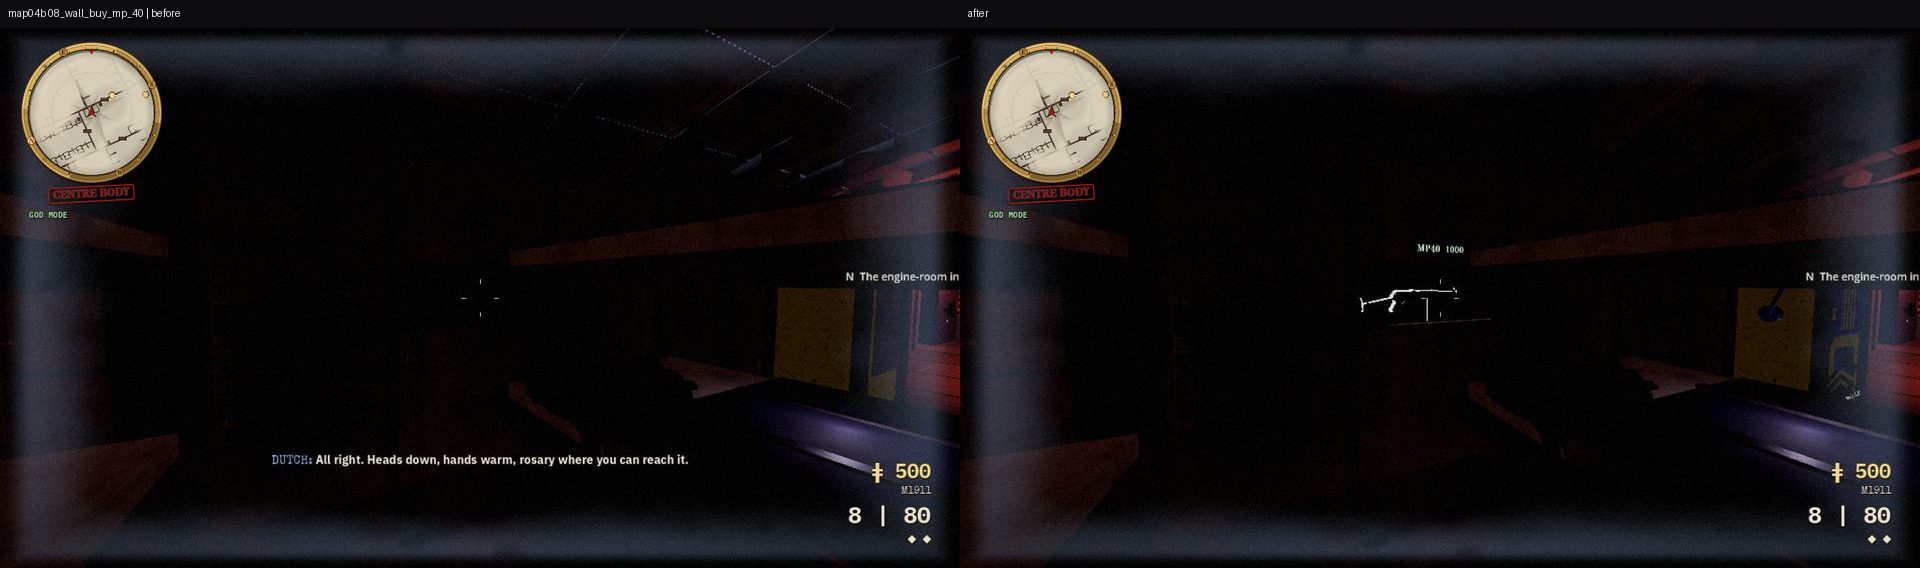 map04b08_wall_buy_mp_40 | before
after
CENTRE BODY
GOD MODE
N The engine-room in
DUTCH: All right. Heads down, hands warm, rosary where you can reach it.
500
M1911
8 | 80
CENTRE BODY
GOD MODE
MP40 1000
N The engine-room in
500
M1911
8 | 80